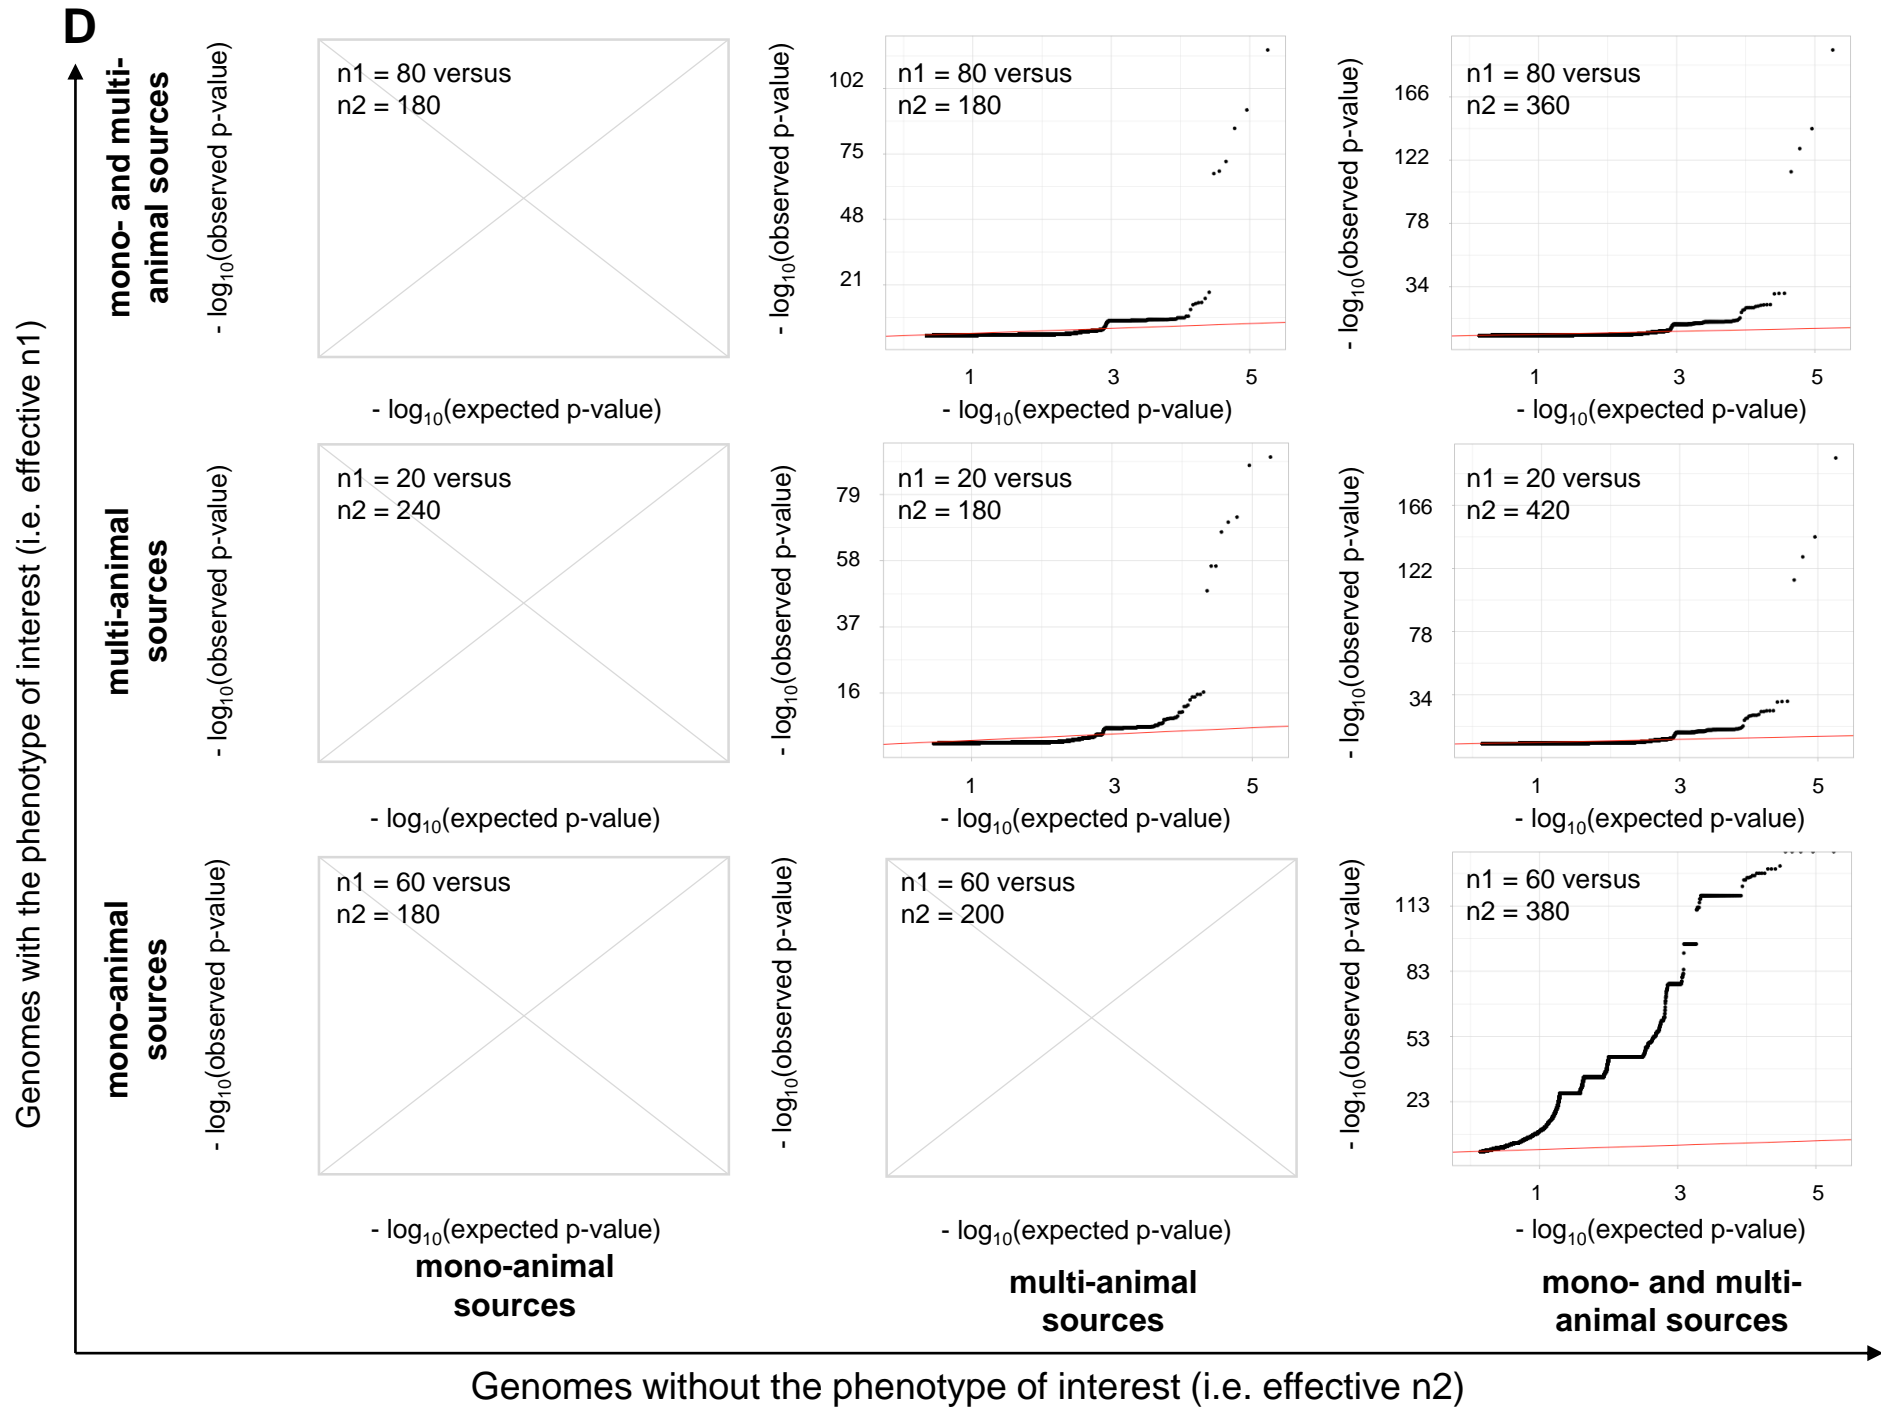 D
Genomes with the phenotype of interest (i.e. effective n1)
mono- and multi-
animal sources
- log10(observed p-value)
n1 = 80 versus
n2 = 180
- log10(expected p-value)
- log10(observed p-value)
102
75
48
21
n1 = 80 versus
n2 = 180
1 3 5
- log10(expected p-value)
- log10(observed p-value)
166
122
78
34
n1 = 80 versus
n2 = 360
1 3 5
- log10(expected p-value)
multi-animal
sources
- log10(observed p-value)
n1 = 20 versus
n2 = 240
- log10(expected p-value)
- log10(observed p-value)
79
58
37
16
n1 = 20 versus
n2 = 180
1 3 5
- log10(expected p-value)
- log10(observed p-value)
166
122
78
34
n1 = 20 versus
n2 = 420
1 3 5
- log10(expected p-value)
mono-animal
sources
- log10(observed p-value)
n1 = 60 versus
n2 = 180
- log10(expected p-value)
- log10(observed p-value)
n1 = 60 versus
n2 = 200
- log10(expected p-value)
- log10(observed p-value)
113
83
53
23
n1 = 60 versus
n2 = 380
1 3 5
- log10(expected p-value)
mono-animal
sources
multi-animal
sources
mono- and multi-
animal sources
Genomes without the phenotype of interest (i.e. effective n2)